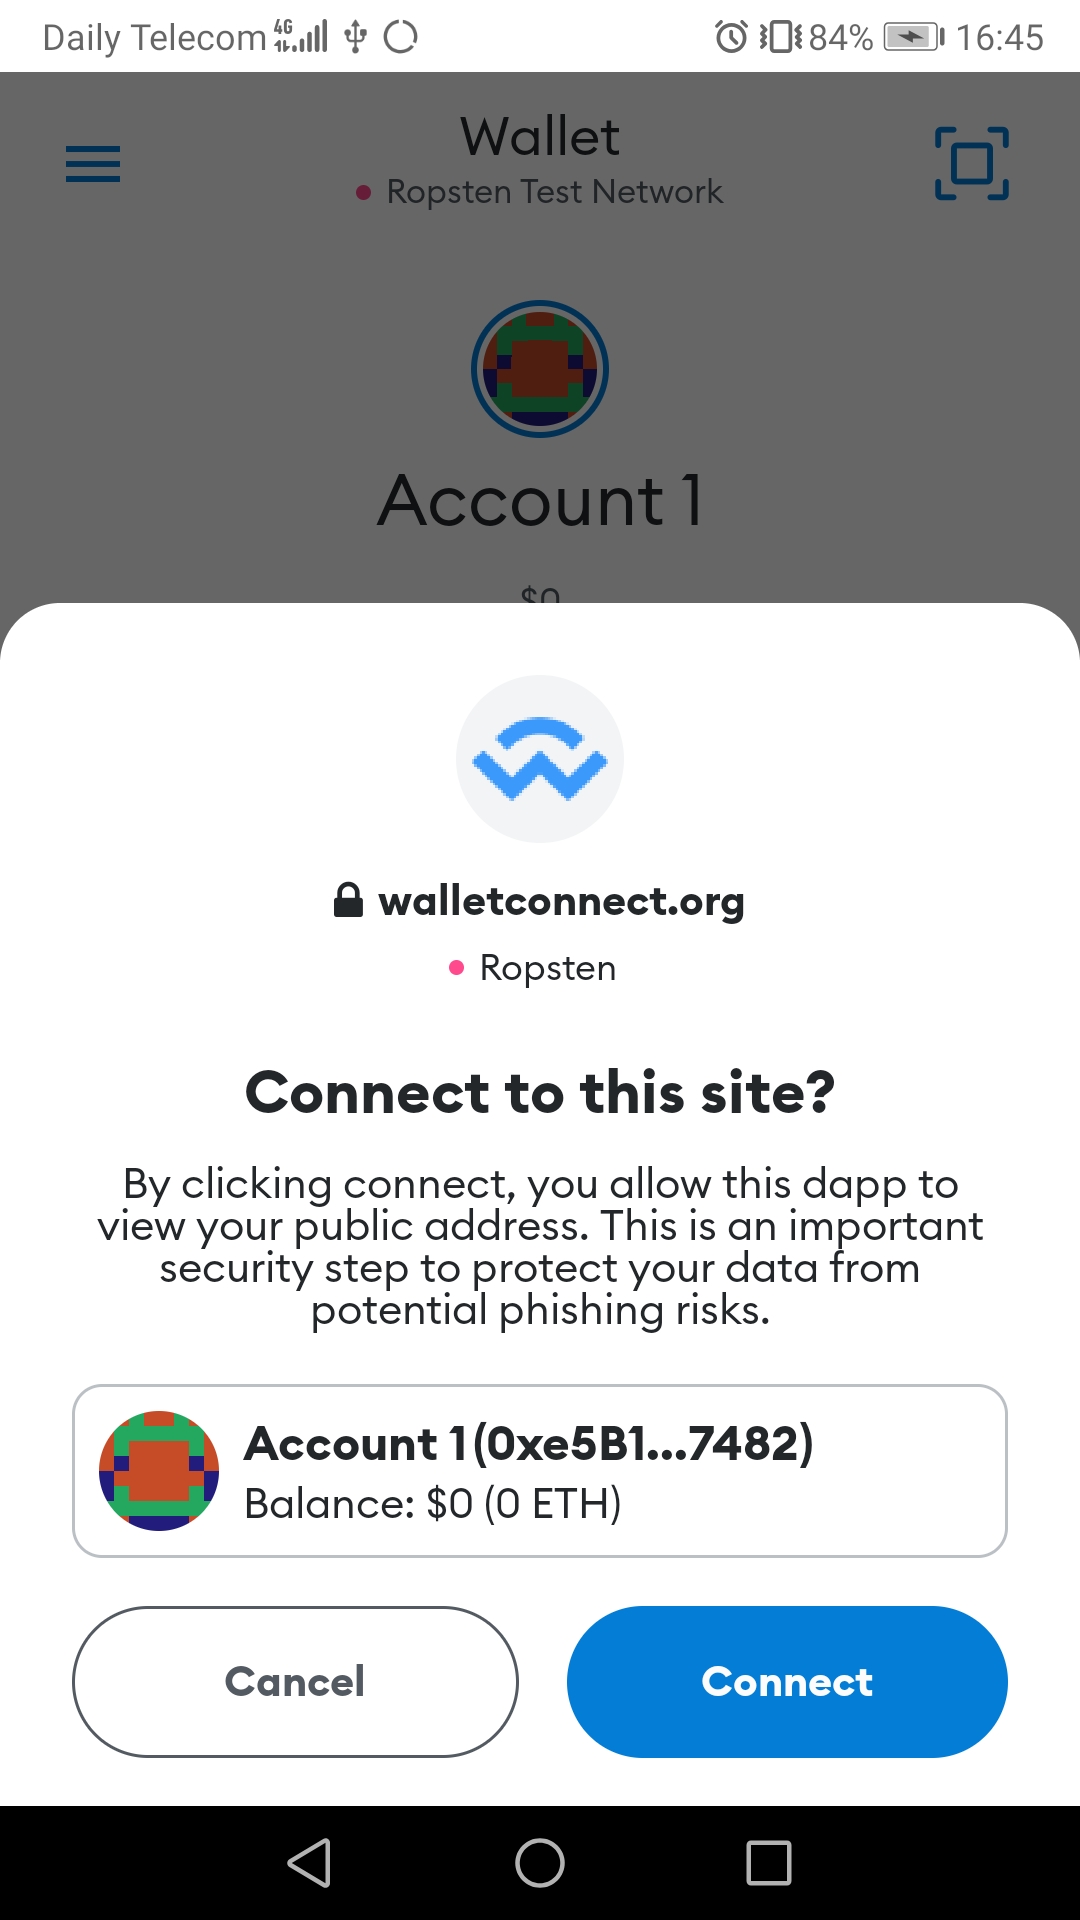 Daily Telecom 4G 84% 16:45
Wallet
Ropsten Test Network
Account 1
$0
walletconnect.org
Ropsten
Connect to this site?
By clicking connect, you allow this dapp to
view your public address. This is an important
security step to protect your data from
potential phishing risks.
Account 1 (0xe5B1...7482)
Balance: $0 (0 ETH)
Cancel
Connect